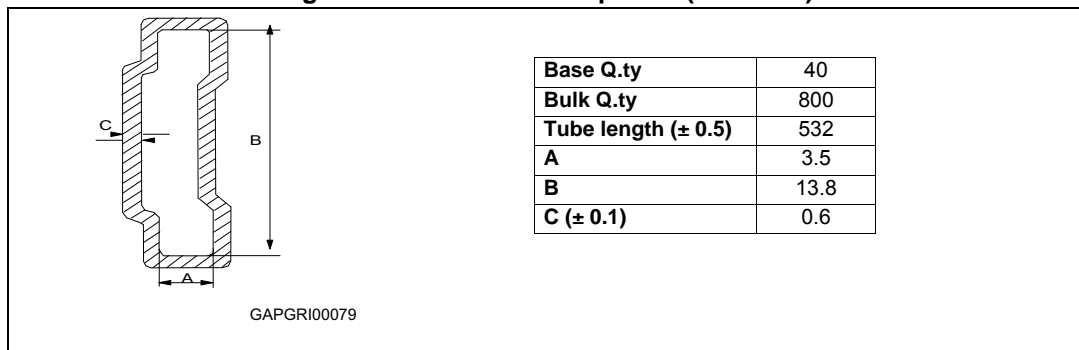 C
B
A
GAPGRI00079
Base Q.ty 40
Bulk Q.ty 800
Tube length (± 0.5) 532
A 3.5
B 13.8
C (± 0.1) 0.6